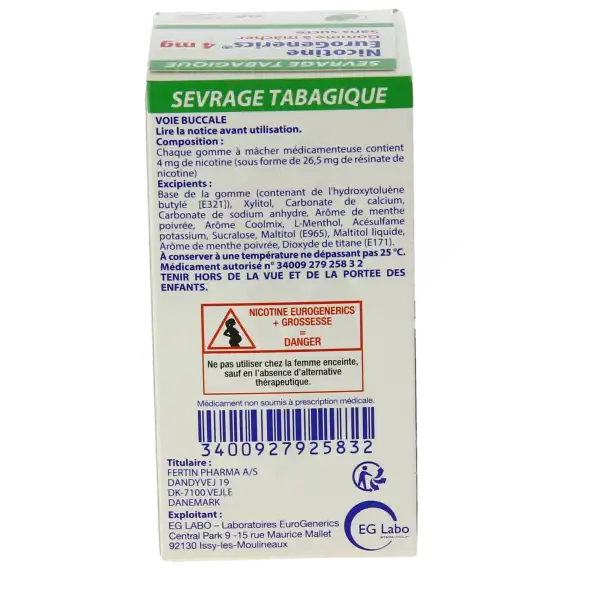 Nicotine
EuroGenerics® 4 mg
Gomme à mâcher
Sans sucre
SEVRAGE TABAGIQUE
SEVRAGE TABAGIQUE
VOIE BUCCALE
Lire la notice avant utilisation.
Composition :
Chaque gomme à mâcher médicamenteuse contient
4 mg de nicotine (sous forme de 26,5 mg de résinate de
nicotine)
Excipients :
Base de la gomme (contenant de l'hydroxytoluène
butylé [E321]), Xylitol, Carbonate de calcium,
Carbonate de sodium anhydre, Arôme de menthe
poivrée, Arôme Coolmix, L-Menthol, Acésulfame
potassium, Sucralose, Maltitol (E965), Maltitol liquide,
Arôme de menthe poivrée, Dioxyde de titane (E171).
À conserver à une température ne dépassant pas 25 °C.
Médicament autorisé n° 34009 279 258 3 2
TENIR HORS DE LA VUE ET DE LA PORTEE DES
ENFANTS.
NICOTINE EUROGENERICS
+ GROSSESSE
=
DANGER
Ne pas utiliser chez la femme enceinte,
sauf en l'absence d'alternative
thérapeutique.
Médicament non soumis à prescription médicale.
3400927925832
Titulaire :
FERTIN PHARMA A/S
DANDYVEJ 19
DK-7100 VEJLE
DANEMARK
Exploitant :
EG LABO – Laboratoires EuroGenerics
Central Park 9 -15 rue Maurice Mallet
92130 Issy-les-Moulineaux
EG Labo